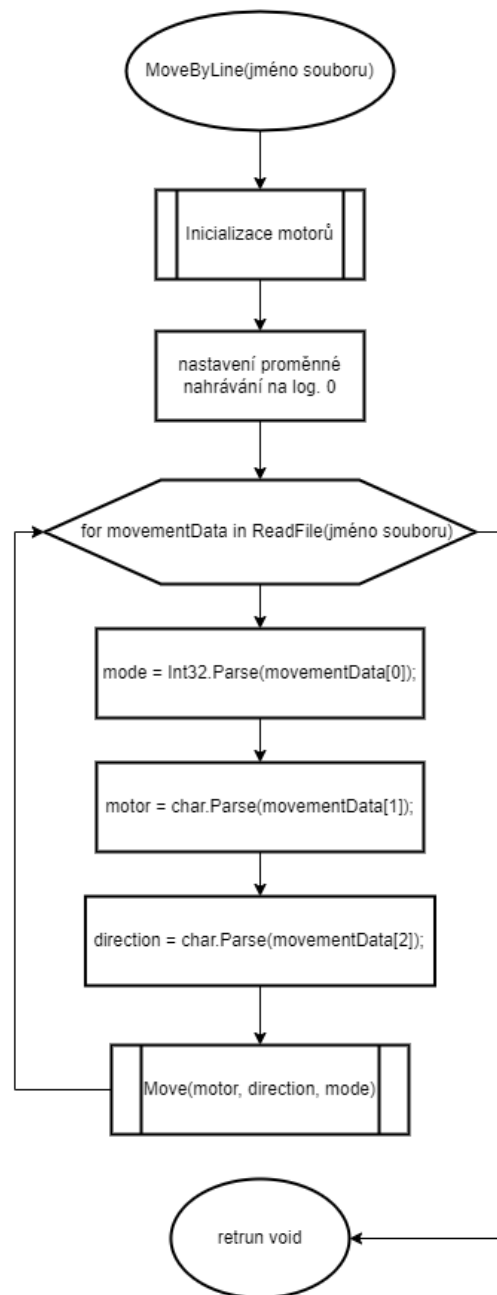 MoveByLine(jméno souboru)
Inicializace motorů
nastavení proměnné
nahrávání na log. 0
for movementData in ReadFile(jméno souboru)
mode = Int32.Parse(movementData[0]);
motor = char.Parse(movementData[1]);
direction = char.Parse(movementData[2]);
Move(motor, direction, mode)
retrun void